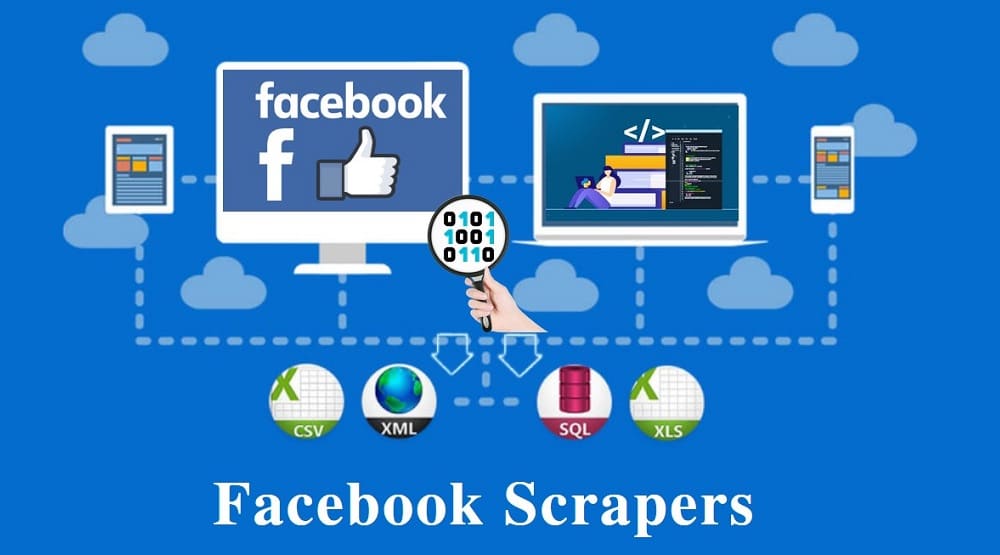 facebook
f
</>
0101
1001
0110
X
CSV
XML
SQL
X
XLS
Facebook Scrapers